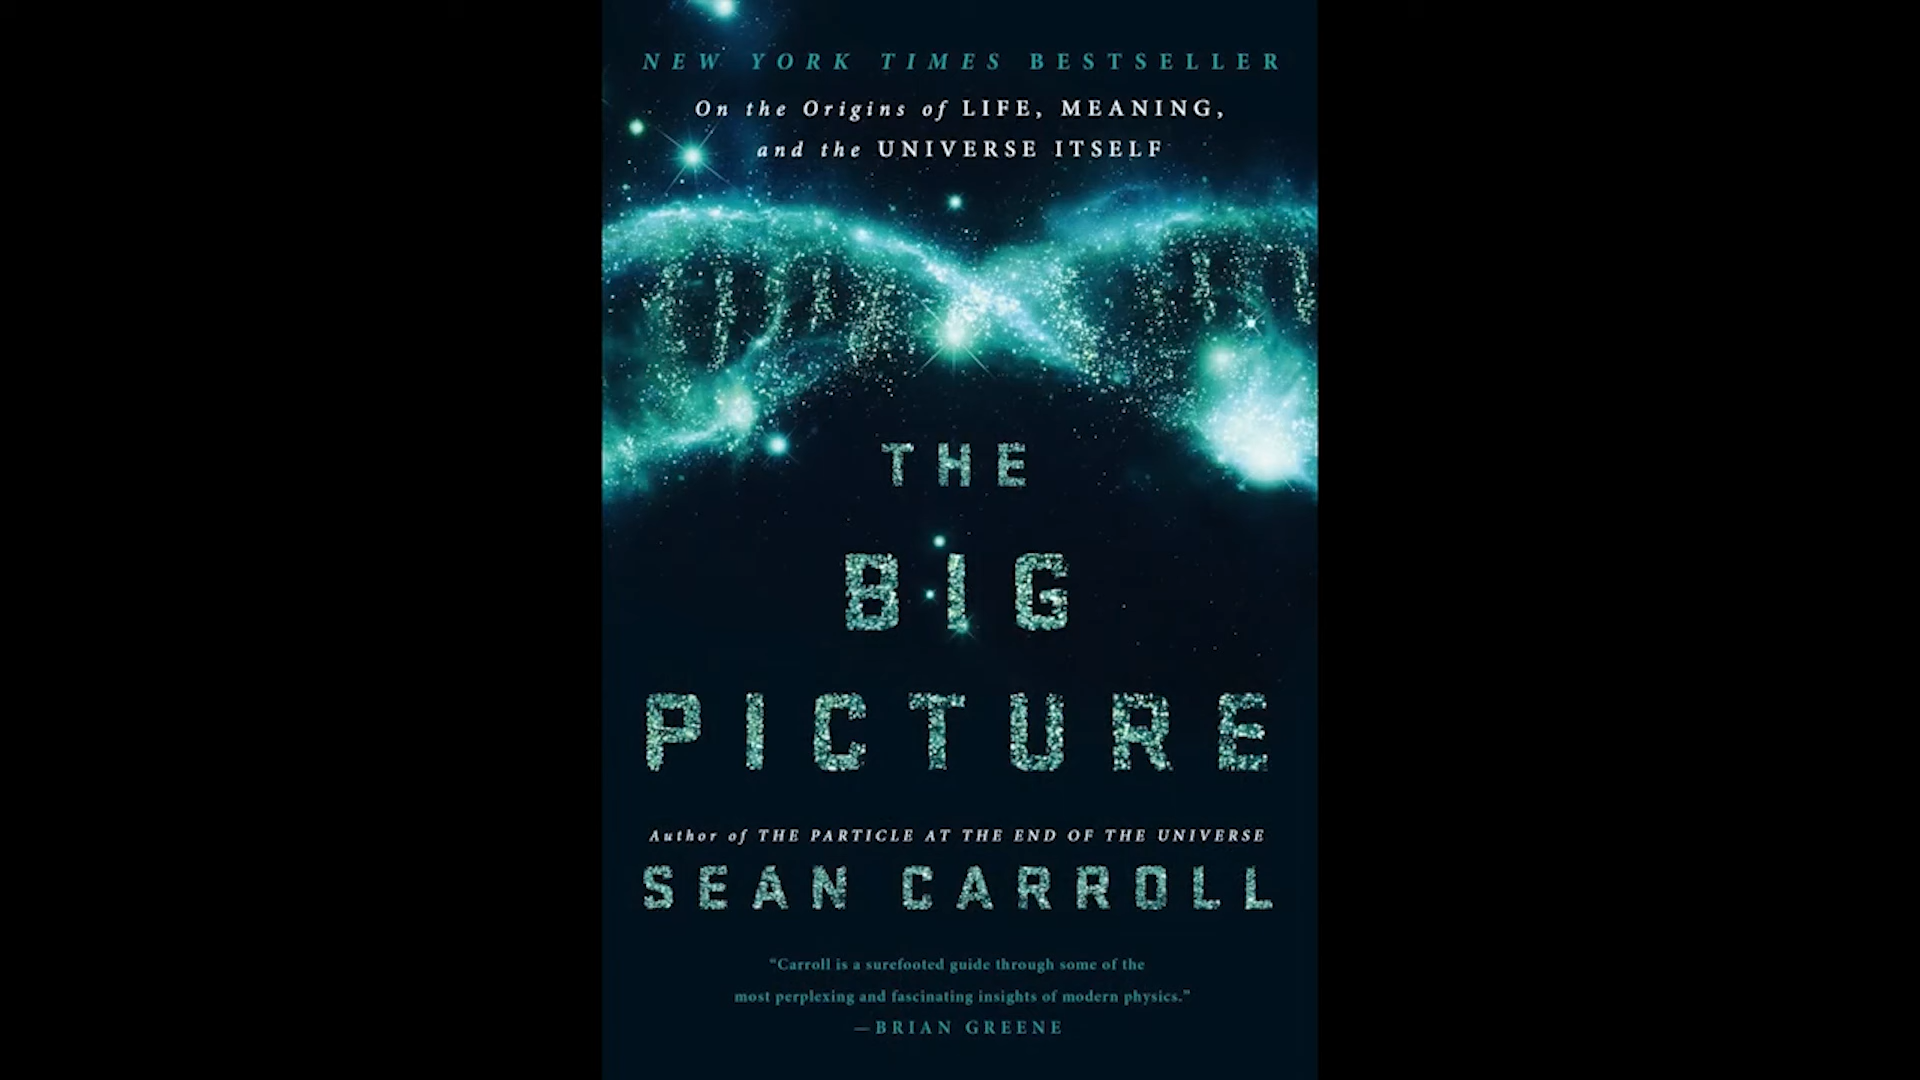 NEW YORK TIMES BESTSELLER
On the Origins of LIFE, MEANING,
and the UNIVERSE ITSELF
THE
BIG
PICTURE
Author of THE PARTICLE AT THE END OF THE UNIVERSE
SEAN CARROLL
“Carroll is a surefooted guide through some of the
most perplexing and fascinating insights of modern physics.”
—BRIAN GREENE